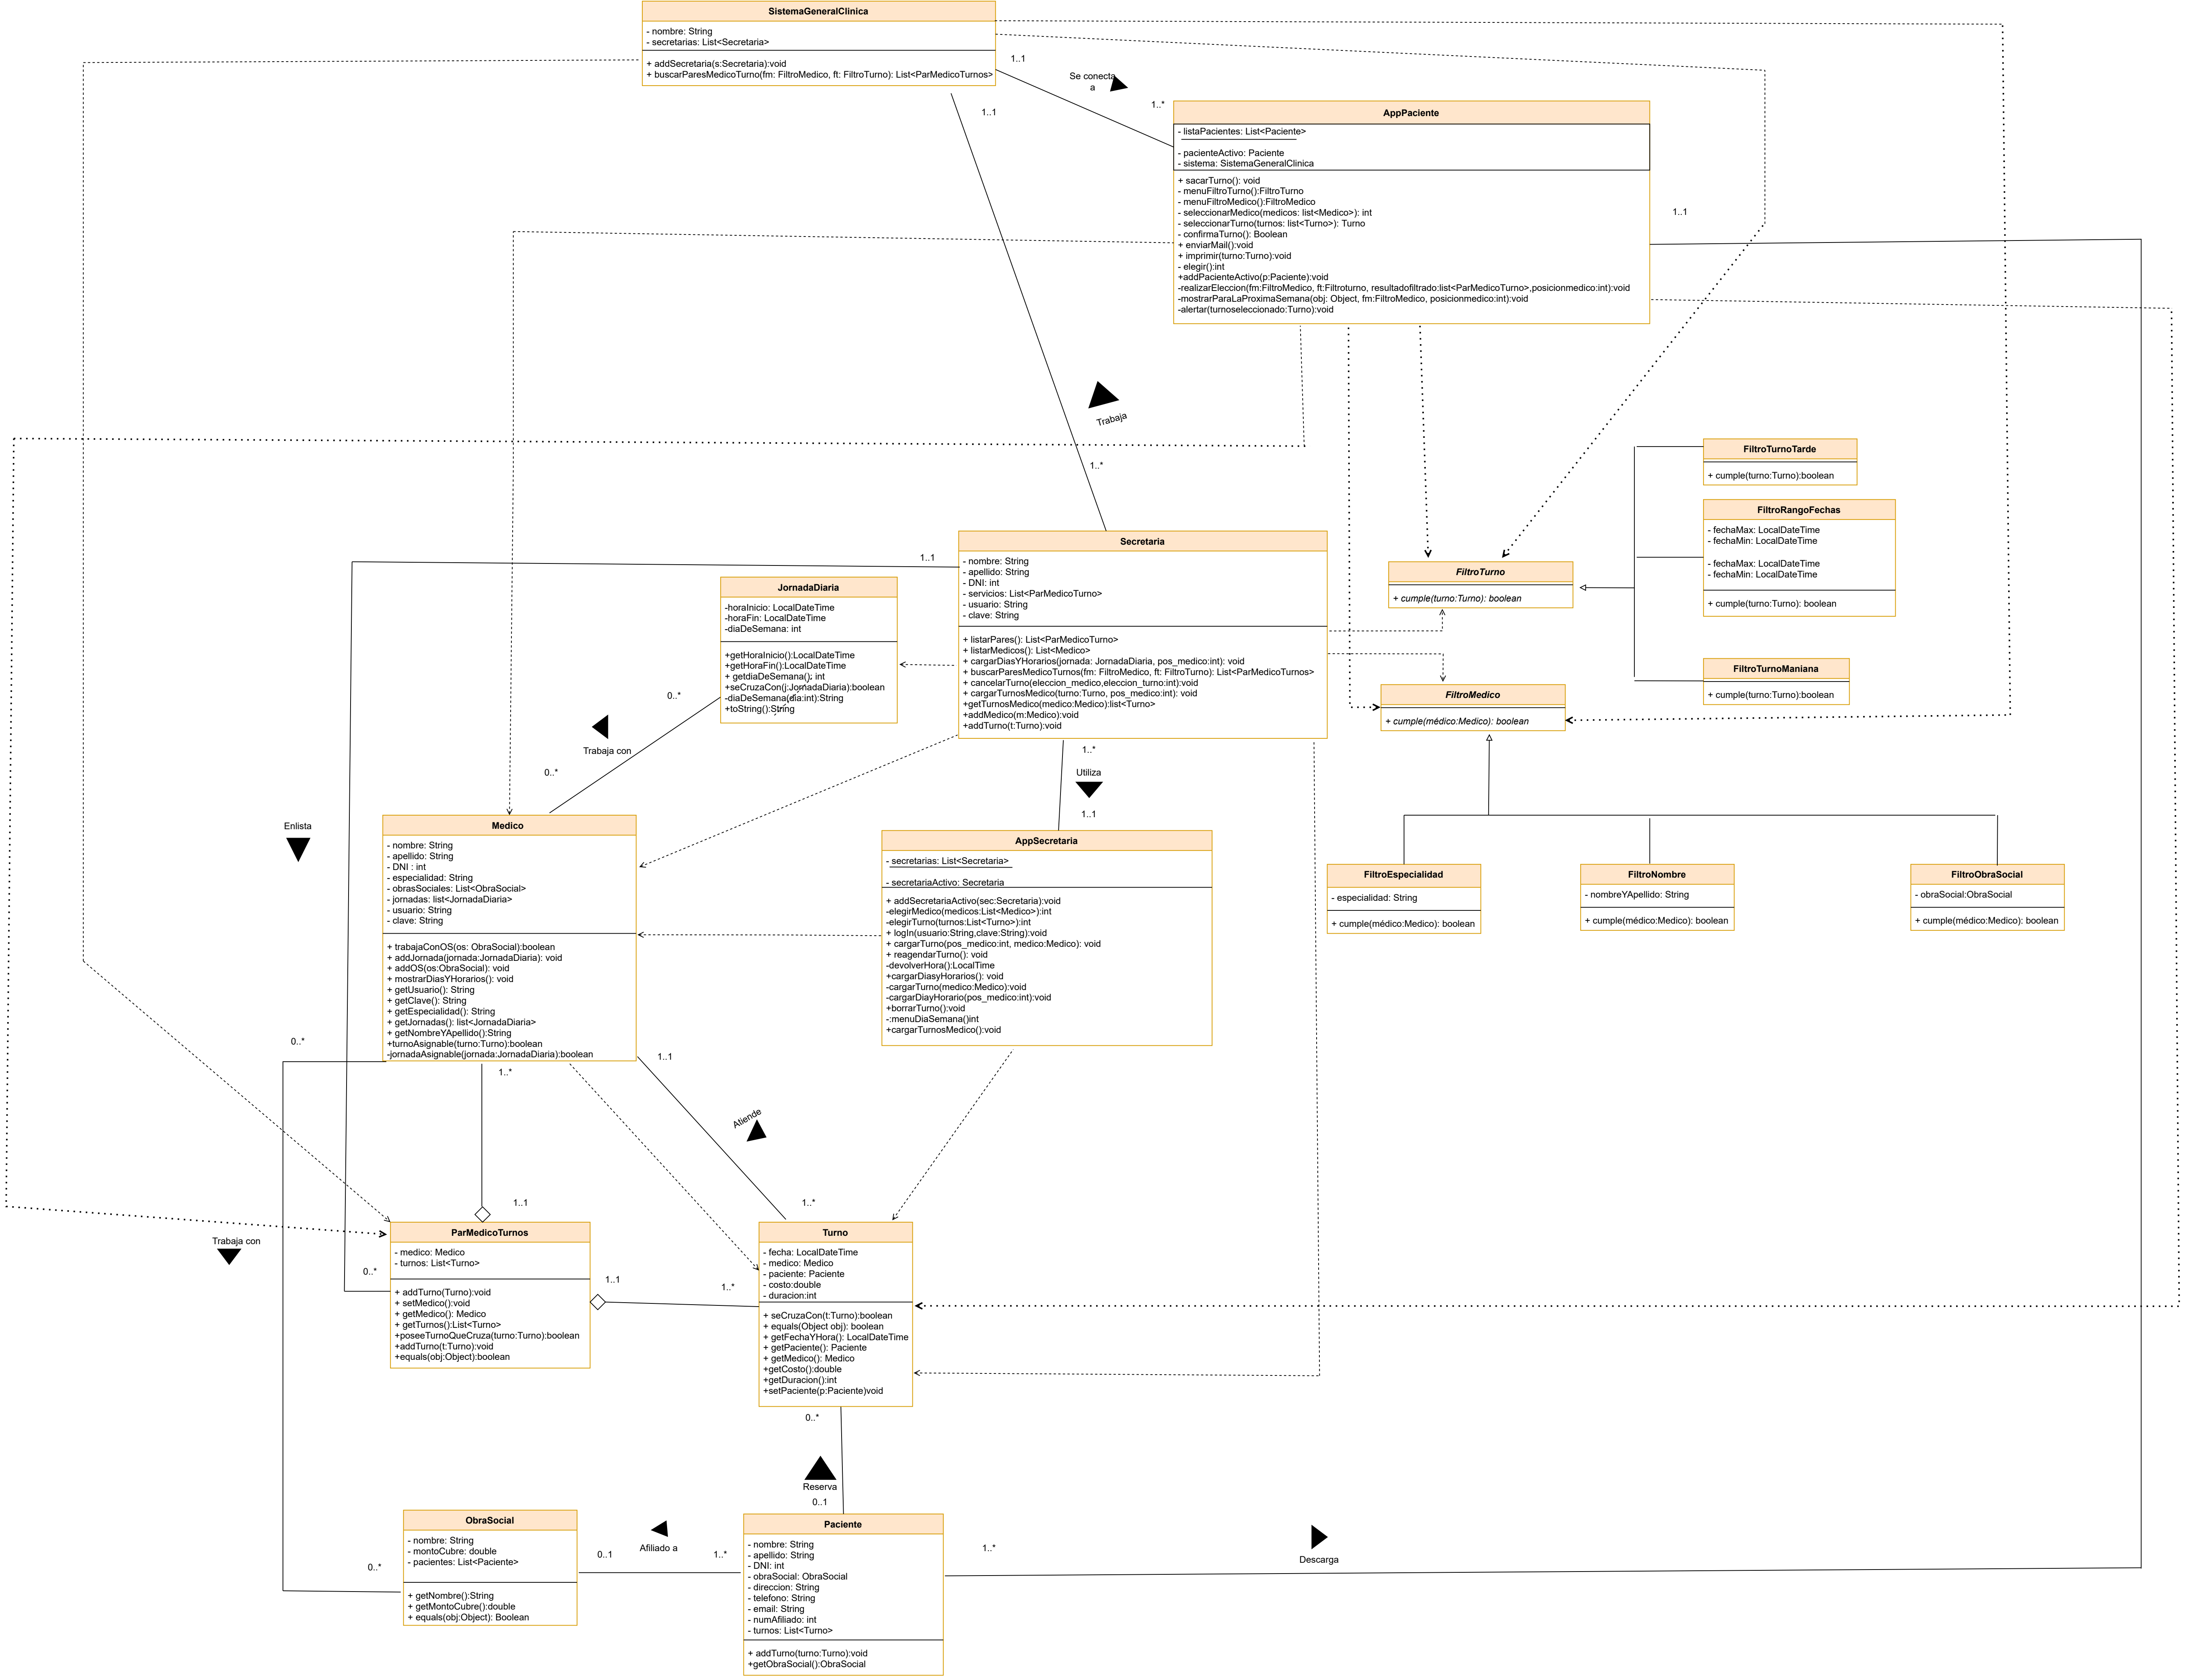 SistemaGeneralClinica
- nombre: String
- secretarias: List<Secretaria>
+ addSecretaria(s:Secretaria):void
+ buscarParesMedicoTurno(fm: FiltroMedico, ft: FiltroTurno): List<ParMedicoTurnos>
1..1
Se conecta
a
1..*
1..1
AppPaciente
- listaPacientes: List<Paciente>
- pacienteActivo: Paciente
- sistema: SistemaGeneralClinica
+ sacarTurno(): void
- menuFiltroTurno():FiltroTurno
- menuFiltroMedico():FiltroMedico
- seleccionarMedico(medicos: list<Medico>): int
- seleccionarTurno(turnos: list<Turno>): Turno
- confirmaTurno(): Boolean
+ enviarMail():void
+ imprimir(turno:Turno):void
- elegir():int
+addPacienteActivo(p:Paciente):void
-realizarEleccion(fm:FiltroMedico, ft:Filtroturno, resultadofiltrado:list<ParMedicoTurno>,posicionmedico:int):void
-mostrarParaLaProximaSemana(obj: Object, fm:FiltroMedico, posicionmedico:int):void
-alertar(turnoseleccionado:Turno):void
1..1
Trabaja
1..*
FiltroTurnoTarde
+ cumple(turno:Turno):boolean
FiltroRangoFechas
- fechaMax: LocalDateTime
- fechaMin: LocalDateTime
- fechaMax: LocalDateTime
- fechaMin: LocalDateTime
+ cumple(turno:Turno): boolean
FiltroTurnoManiana
+ cumple(turno:Turno):boolean
FiltroTurno
+ cumple(turno:Turno): boolean
FiltroMedico
+ cumple(médico:Medico): boolean
1..1
Secretaria
- nombre: String
- apellido: String
- DNI: int
- servicios: List<ParMedicoTurno>
- usuario: String
- clave: String
+ listarPares(): List<ParMedicoTurno>
+ listarMedicos(): List<Medico>
+ cargarDiasYHorarios(jornada: JornadaDiaria, pos_medico:int): void
+ buscarParesMedicoTurnos(fm: FiltroMedico, ft: FiltroTurno): List<ParMedicoTurnos>
+ cancelarTurno(eleccion_medico,eleccion_turno:int):void
+ cargarTurnosMedico(turno:Turno, pos_medico:int): void
+getTurnosMedico(medico:Medico):list<Turno>
+addMedico(m:Medico):void
+addTurno(t:Turno):void
JornadaDiaria
-horaInicio: LocalDateTime
-horaFin: LocalDateTime
-diaDeSemana: int
+getHoraInicio():LocalDateTime
+getHoraFin():LocalDateTime
+ getdiaDeSemana(): int
+seCruzaCon(j:JornadaDiaria):boolean
-diaDeSemana(dia:int):String
+toString():String
0..*
Trabaja con
0..*
1..*
Utiliza
1..1
Enlista
Medico
- nombre: String
- apellido: String
- DNI : int
- especialidad: String
- obrasSociales: List<ObraSocial>
- jornadas: list<JornadaDiaria>
- usuario: String
- clave: String
+ trabajaConOS(os: ObraSocial):boolean
+ addJornada(jornada:JornadaDiaria): void
+ addOS(os:ObraSocial): void
+ mostrarDiasYHorarios(): void
+ getUsuario(): String
+ getClave(): String
+ getEspecialidad(): String
+ getJornadas(): list<JornadaDiaria>
+ getNombreYApellido():String
+turnoAsignable(turno:Turno):boolean
-jornadaAsignable(jornada:JornadaDiaria):boolean
AppSecretaria
- secretarias: List<Secretaria>
- secretariaActivo: Secretaria
+ addSecretariaActivo(sec:Secretaria):void
-elegirMedico(medicos:List<Medico>):int
-elegirTurno(turnos:List<Turno>):int
+ logIn(usuario:String,clave:String):void
+ cargarTurno(pos_medico:int, medico:Medico): void
+ reagendarTurno(): void
-devolverHora():LocalTime
+cargarDiasyHorarios(): void
-cargarTurno(medico:Medico):void
-cargarDiayHorario(pos_medico:int):void
+borrarTurno():void
-:menuDiaSemana()int
+cargarTurnosMedico():void
FiltroEspecialidad
- especialidad: String
+ cumple(médico:Medico): boolean
FiltroNombre
- nombreYApellido: String
+ cumple(médico:Medico): boolean
FiltroObraSocial
- obraSocial:ObraSocial
+ cumple(médico:Medico): boolean
0..*
1..*
1..1
Atiende
1..1
1..*
Trabaja con
0..*
ParMedicoTurnos
- medico: Medico
- turnos: List<Turno>
+ addTurno(Turno):void
+ setMedico():void
+ getMedico(): Medico
+ getTurnos():List<Turno>
+poseeTurnoQueCruza(turno:Turno):boolean
+addTurno(t:Turno):void
+equals(obj:Object):boolean
1..1
1..*
Turno
- fecha: LocalDateTime
- medico: Medico
- paciente: Paciente
- costo:double
- duracion:int
+ seCruzaCon(t:Turno):boolean
+ equals(Object obj): boolean
+ getFechaYHora(): LocalDateTime
+ getPaciente(): Paciente
+ getMedico(): Medico
+getCosto():double
+getDuracion():int
+setPaciente(p:Paciente)void
0..*
Reserva
0..1
ObraSocial
- nombre: String
- montoCubre: double
- pacientes: List<Paciente>
+ getNombre():String
+ getMontoCubre():double
+ equals(obj:Object): Boolean
0..*
Afiliado a
0..1
1..*
Paciente
- nombre: String
- apellido: String
- DNI: int
- obraSocial: ObraSocial
- direccion: String
- telefono: String
- email: String
- numAfiliado: int
- turnos: List<Turno>
+ addTurno(turno:Turno):void
+getObraSocial():ObraSocial
1..*
Descarga